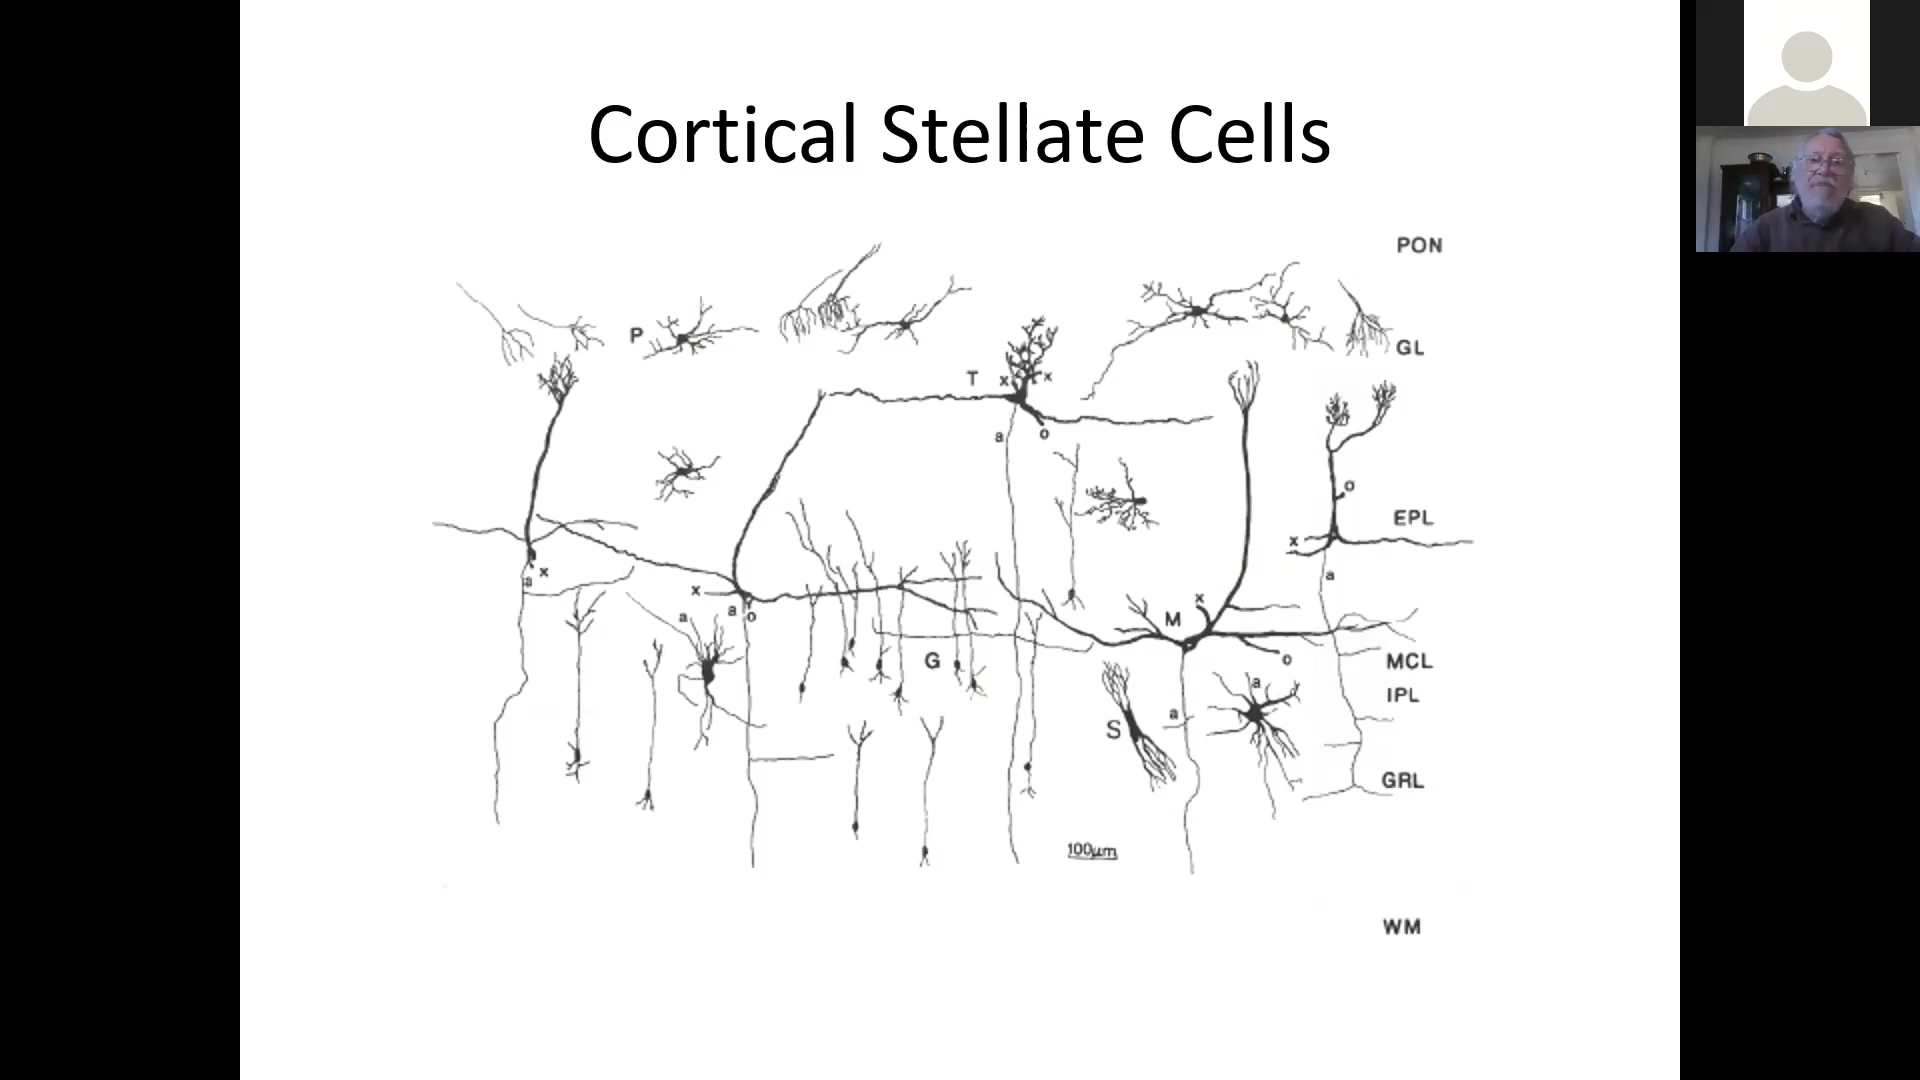 Cortical Stellate Cells
PON
P
GL
T x x
a o
o
EPL
x
a x
a
x
a o
a
x
M
G
o
MCL
a
IPL
a
S
GRL
100µm
WM